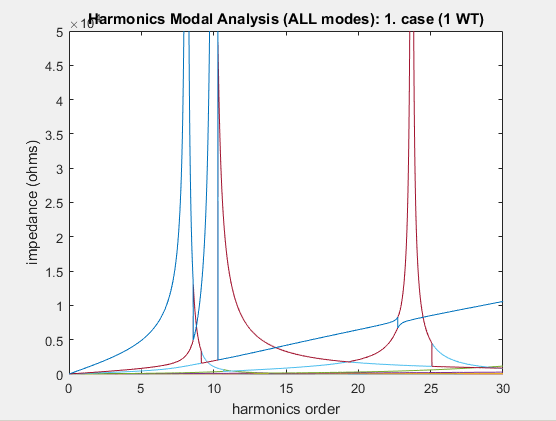 Harmonics Modal Analysis (ALL modes): 1. case (1 WT)
5
4.5
4
3.5
3
2.5
2
1.5
1
0.5
0
impedance (ohms)
0 5 10 15 20 25 30
harmonics order